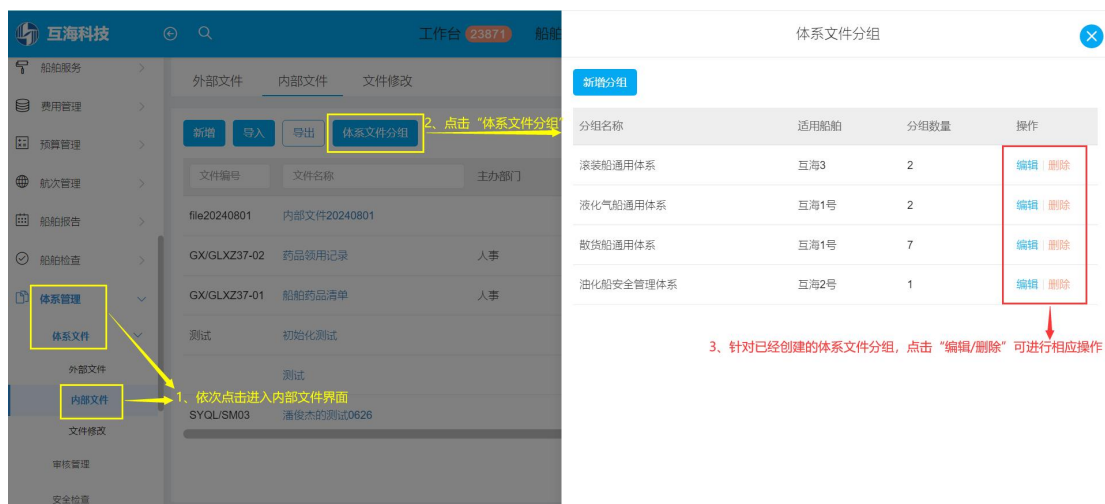 互海科技
工作台 23871 船舶
船舶服务
费用管理
预算管理
航次管理
船舶报告
船舶检查
体系管理
体系文件
外部文件
内部文件
文件修改
审核管理
安全检查
外部文件 内部文件 文件修改
新增 导入 导出 体系文件分组
2、点击“体系文件分组”
文件编号 文件名称 主办部门
file20240801 内部文件20240801
GX/GLXZ37-02 药品领用记录 人事
GX/GLXZ37-01 船舶药品清单 人事
测试 初始化测试
测试
1、依次点击进入内部文件界面
SYQL/SM03 潘俊杰的测试0626
体系文件分组
新增分组
分组名称 适用船舶 分组数量 操作
滚装船通用体系 互海3 2 编辑 | 删除
液化气船通用体系 互海1号 2 编辑 | 删除
散货船通用体系 互海1号 7 编辑 | 删除
油化船安全管理体系 互海2号 1 编辑 | 删除
3、针对已经创建的体系文件分组，点击“编辑/删除”可进行相应操作